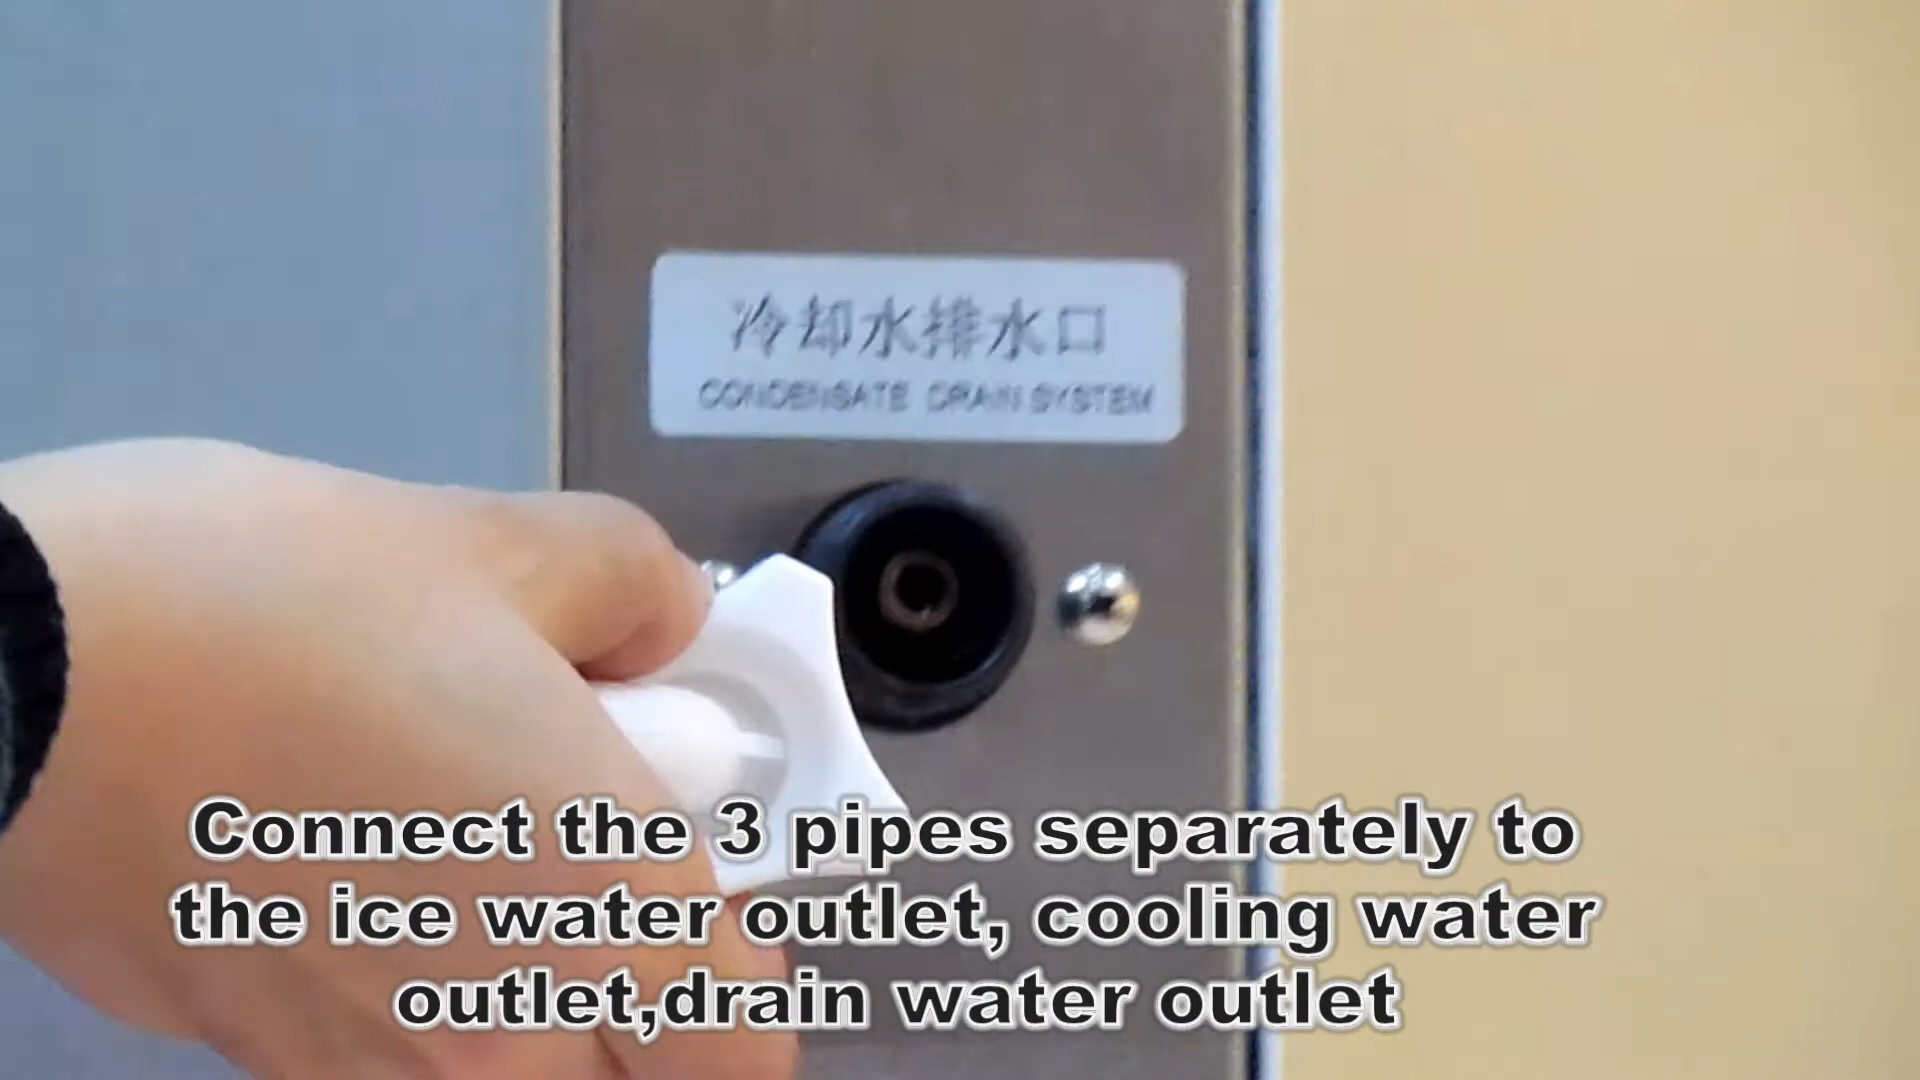 冷却水排水口
CONDENSATE DRAIN SYSTEM
Connect the 3 pipes separately to
the ice water outlet, cooling water
outlet,drain water outlet